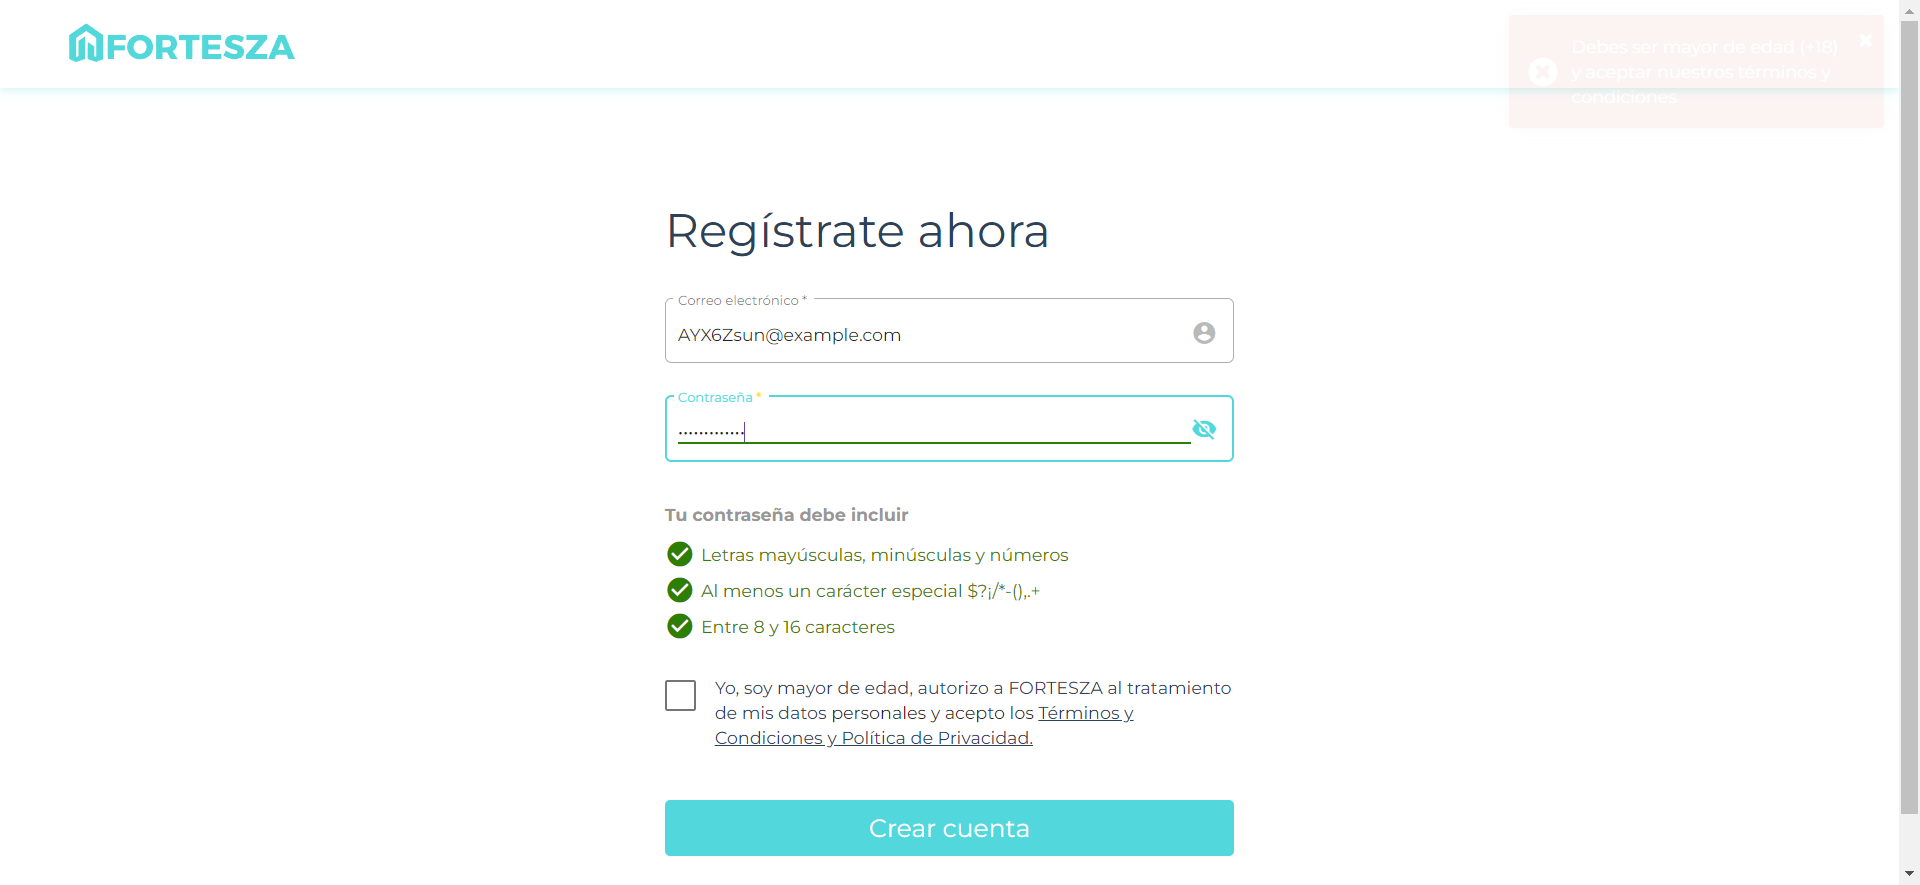 FORTESZA
Debes ser mayor de edad (+18)
y aceptar nuestros términos y
condiciones
Regístrate ahora
Correo electrónico *
AYX6Zsun@example.com
Contraseña *
•••••••••••••
Tu contraseña debe incluir
Letras mayúsculas, minúsculas y números
Al menos un carácter especial $?¡/*-(),.+
Entre 8 y 16 caracteres
Yo, soy mayor de edad, autorizo a FORTESZA al tratamiento
de mis datos personales y acepto los Términos y
Condiciones y Política de Privacidad.
Crear cuenta